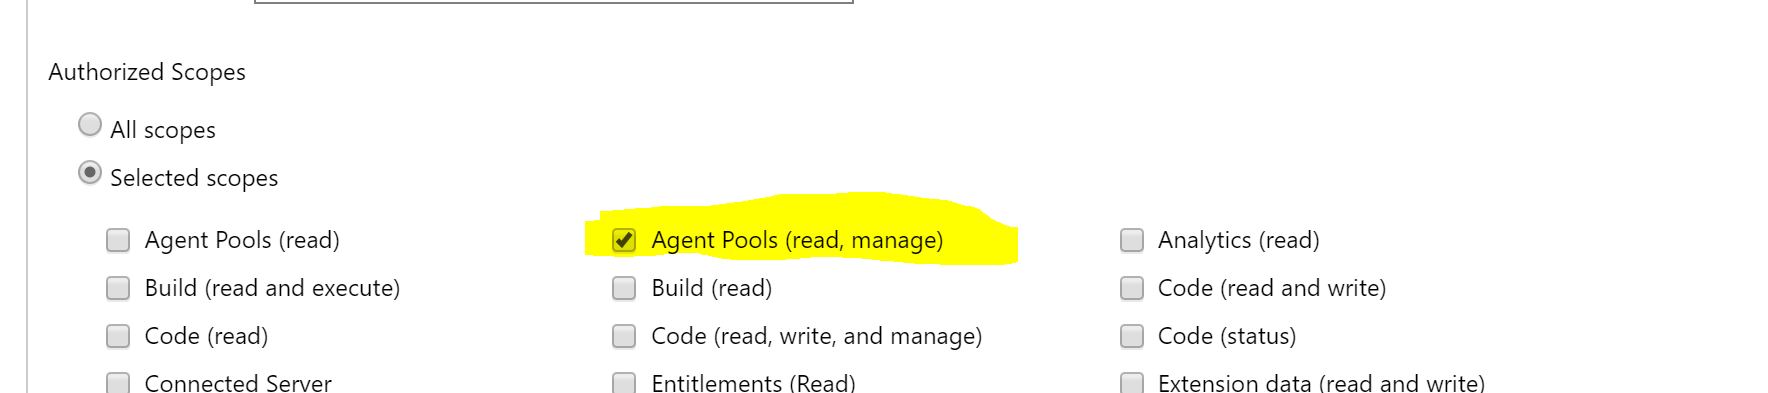 Authorized Scopes
All scopes
Selected scopes
Agent Pools (read) Agent Pools (read, manage) Analytics (read)
Build (read and execute) Build (read) Code (read and write)
Code (read) Code (read, write, and manage) Code (status)
Connected Server Entitlements (Read) Extension data (read and write)